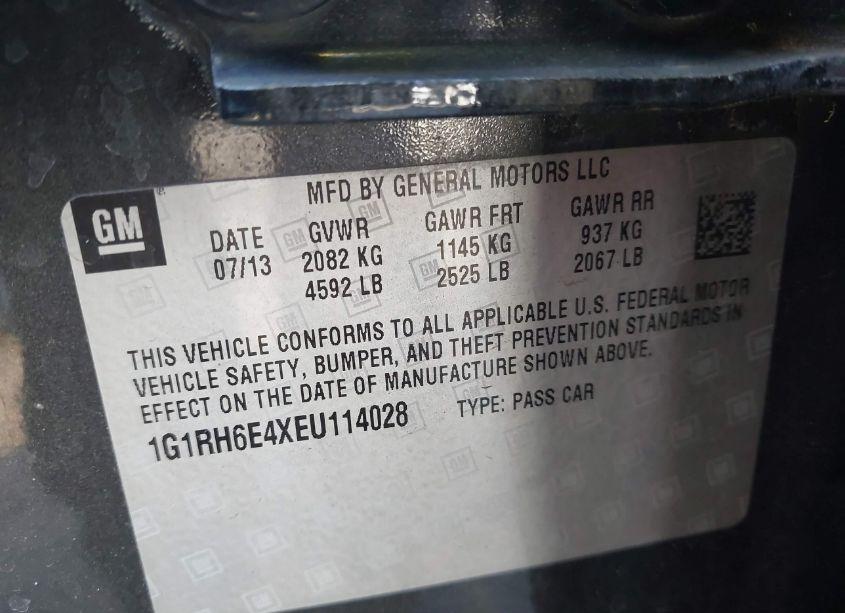 MFD BY GENERAL MOTORS LLC
GM
DATE GVWR GAWR FRT GAWR RR
07/13 2082 KG 1145 KG 937 KG
4592 LB 2525 LB 2067 LB
THIS VEHICLE CONFORMS TO ALL APPLICABLE U.S. FEDERAL MOTOR
VEHICLE SAFETY, BUMPER, AND THEFT PREVENTION STANDARDS IN
EFFECT ON THE DATE OF MANUFACTURE SHOWN ABOVE.
1G1RH6E4XEU114028 TYPE: PASS CAR